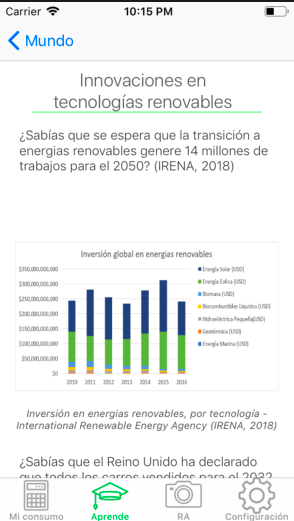 Carrier 10:15 PM
Mundo
Innovaciones en
tecnologías renovables
¿Sabías que se espera que la transición a
energias renovables genere 14 millones de
trabajos para el 2050? (IRENA, 2018)
Inversión global en energías renovables
$350,000,000,000
$300,000,000,000
$250,000,000,000
$200,000,000,000
$150,000,000,000
$100,000,000,000
$50,000,000,000
$0
2010 2011 2012 2013 2014 2015 2016
Energía Solar (USD)
Energía Eolica (USD)
Biomasa (USD)
Biocombustibles Liquidos (USD)
Hidroeléctrica Pequeña(USD)
Geotérmica (USD)
Energía Marina (USD)
Inversión en energías renovables, por tecnología -
International Renewable Energy Agency (IRENA, 2018)
¿Sabías que el Reino Unido ha declarado
que todos los carros vendidos para el 2032
Mi consumo Aprende RA Configuración